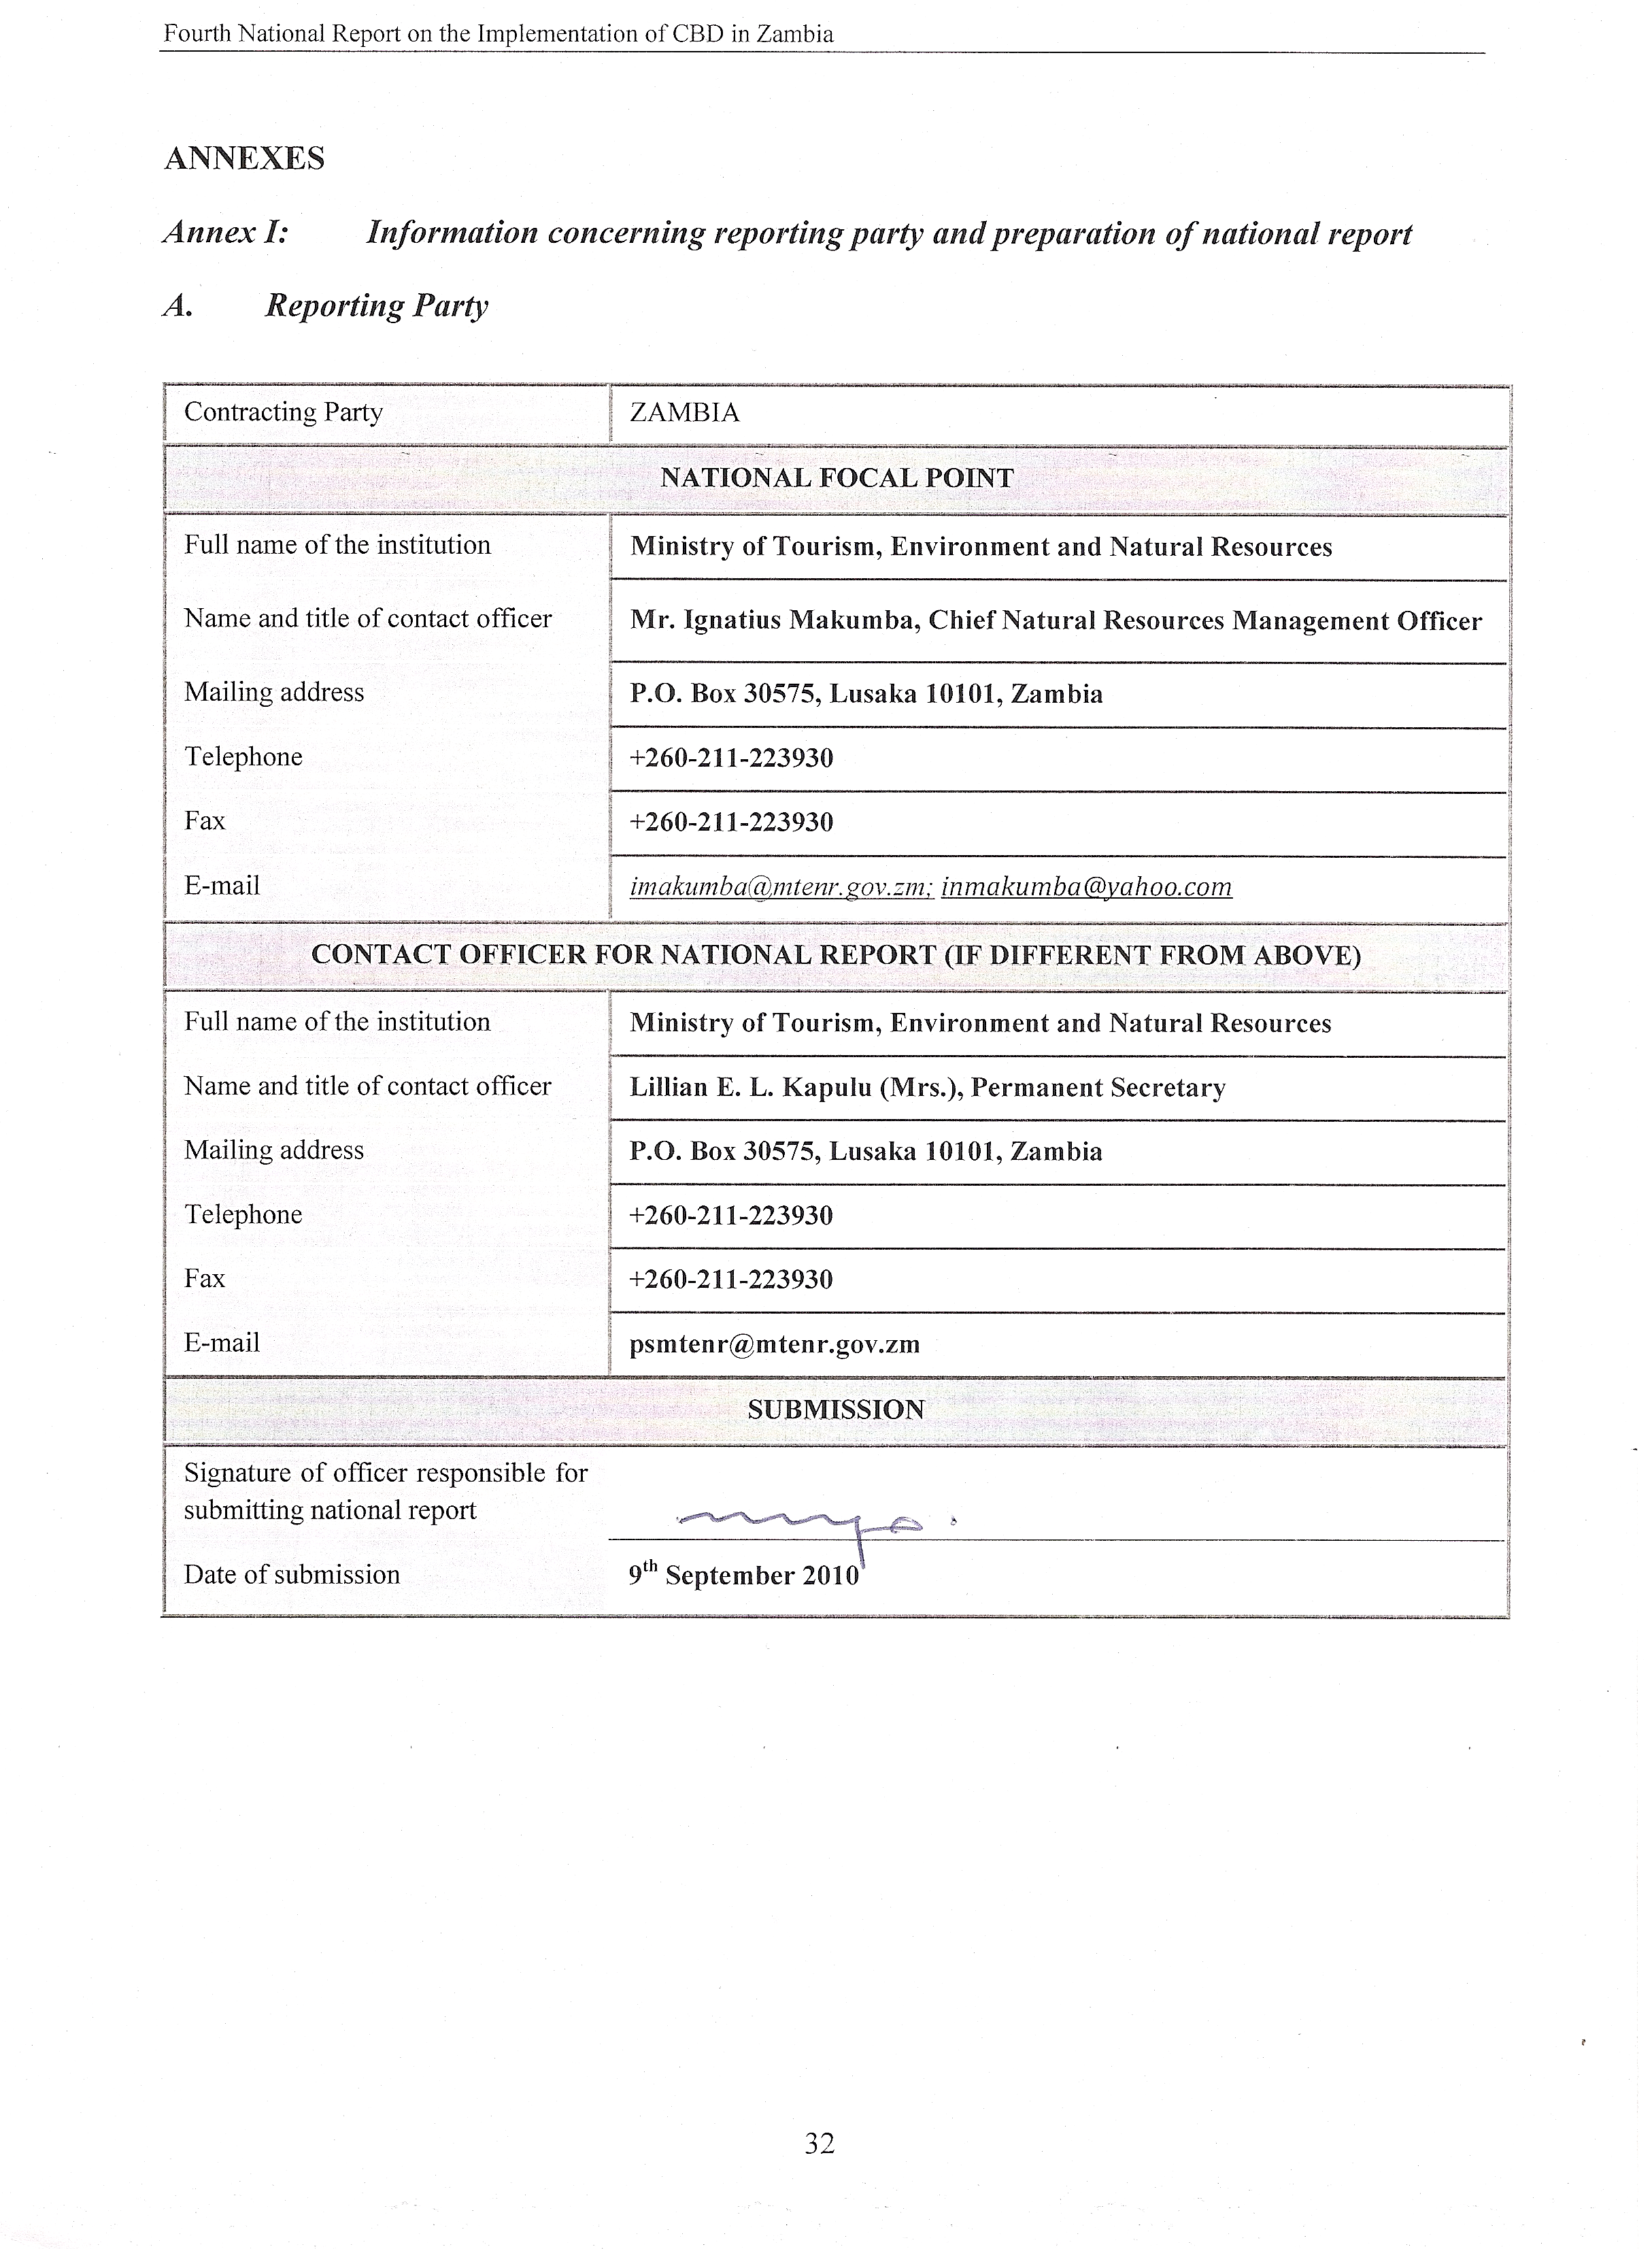 Fourth National Report on the Implementation of CBD in Zambia
ANNEXES
Annex I: Information concerning reporting party and preparation of national report
A. Reporting Party
Contracting Party ZAMBIA
NATIONAL FOCAL POINT
Full name of the institution Ministry of Tourism, Environment and Natural Resources
Name and title of contact officer Mr. Ignatius Makumba, Chief Natural Resources Management Officer
Mailing address P.O. Box 30575, Lusaka 10101, Zambia
Telephone +260-211-223930
Fax +260-211-223930
E-mail imakumba@mtenr.gov.zm; inmakumba@yahoo.com
CONTACT OFFICER FOR NATIONAL REPORT (IF DIFFERENT FROM ABOVE)
Full name of the institution Ministry of Tourism, Environment and Natural Resources
Name and title of contact officer Lillian E. L. Kapulu (Mrs.), Permanent Secretary
Mailing address P.O. Box 30575, Lusaka 10101, Zambia
Telephone +260-211-223930
Fax +260-211-223930
E-mail psmtenr@mtenr.gov.zm
SUBMISSION
Signature of officer responsible for
submitting national report
Date of submission 9th September 2010
32